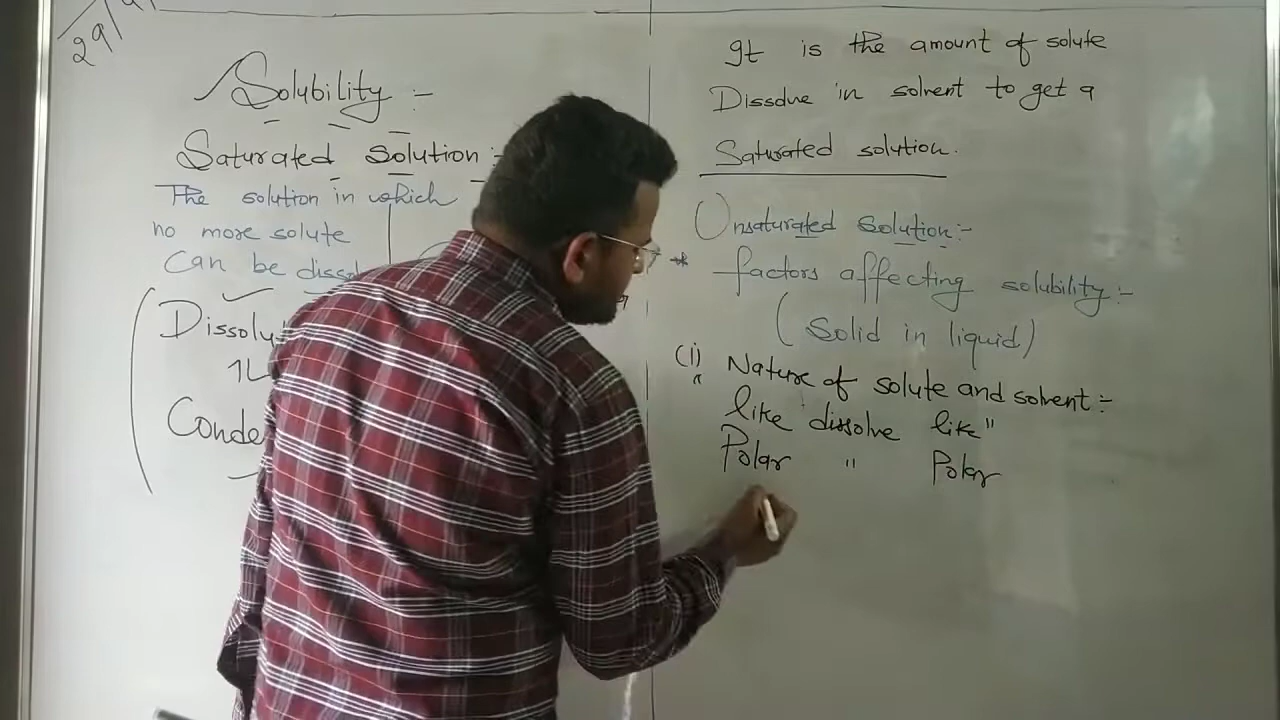 29/
Solubility :-
Saturated Solution :-
The solution in which
no more solute
Can be
Dissolu
1L
Conde
It is the amount of solute
Dissolve in solvent to get a
Saturated solution.
Unsaturated Solution :-
* factors affecting solubility :-
( Solid in liquid )
(i) Nature of solute and solvent :-
" like dissolve like "
Polar " Polar